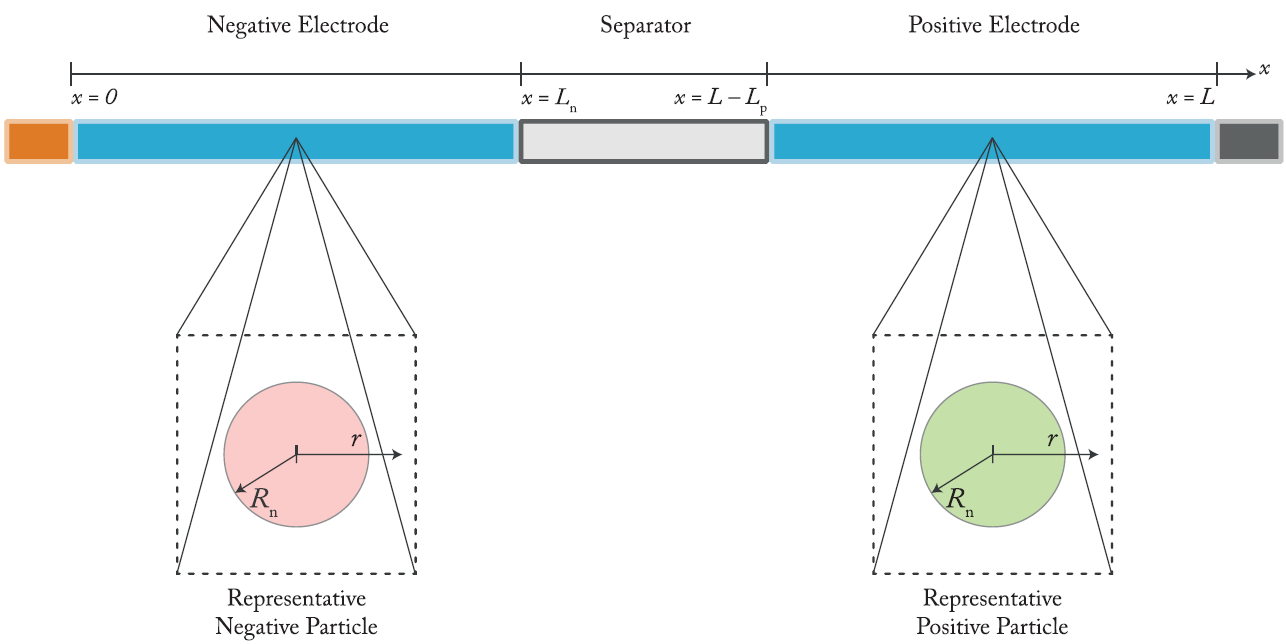 Negative Electrode
Separator
Positive Electrode
x
x = 0
x = Lₙ
x = L – Lₚ
x = L
r
Rₙ
r
Rₙ
Representative
Negative Particle
Representative
Positive Particle